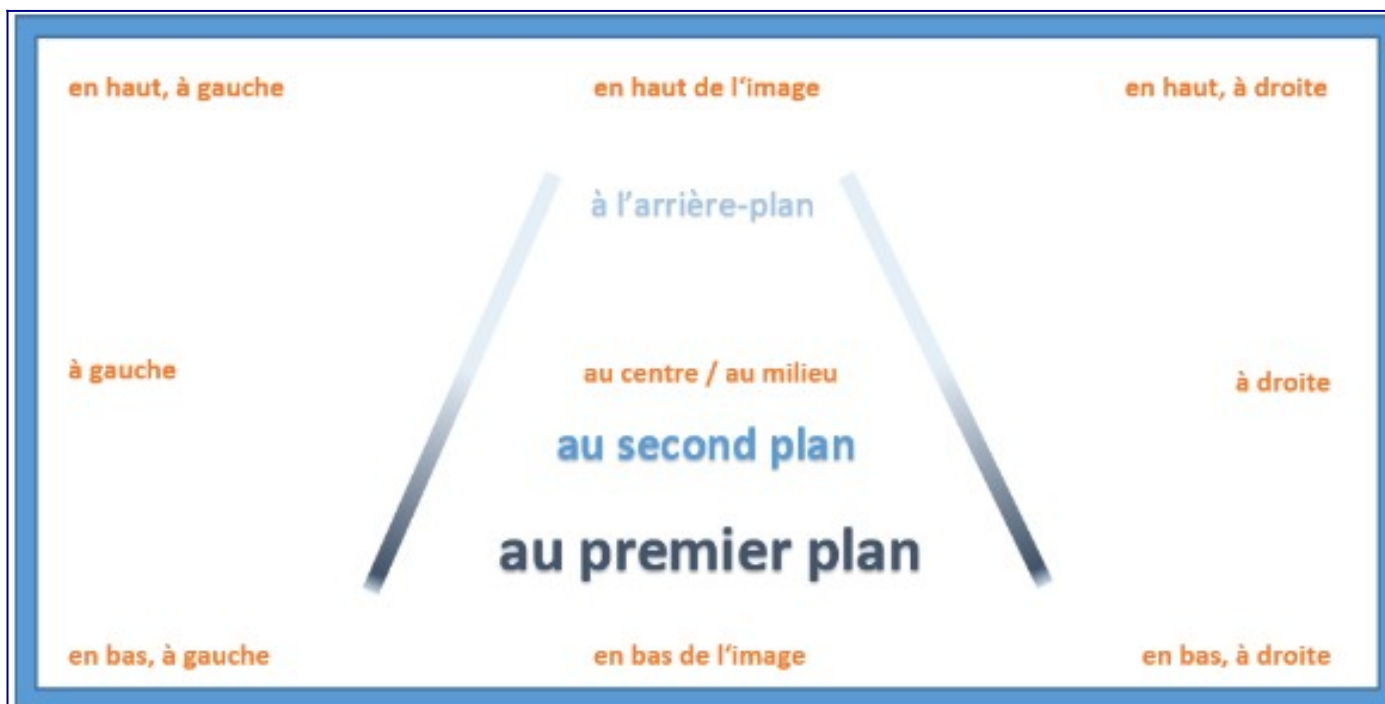 en haut, à gauche
en haut de l‘image
en haut, à droite
à l’arrière-plan
à gauche
au centre / au milieu
à droite
au second plan
au premier plan
en bas, à gauche
en bas de l‘image
en bas, à droite